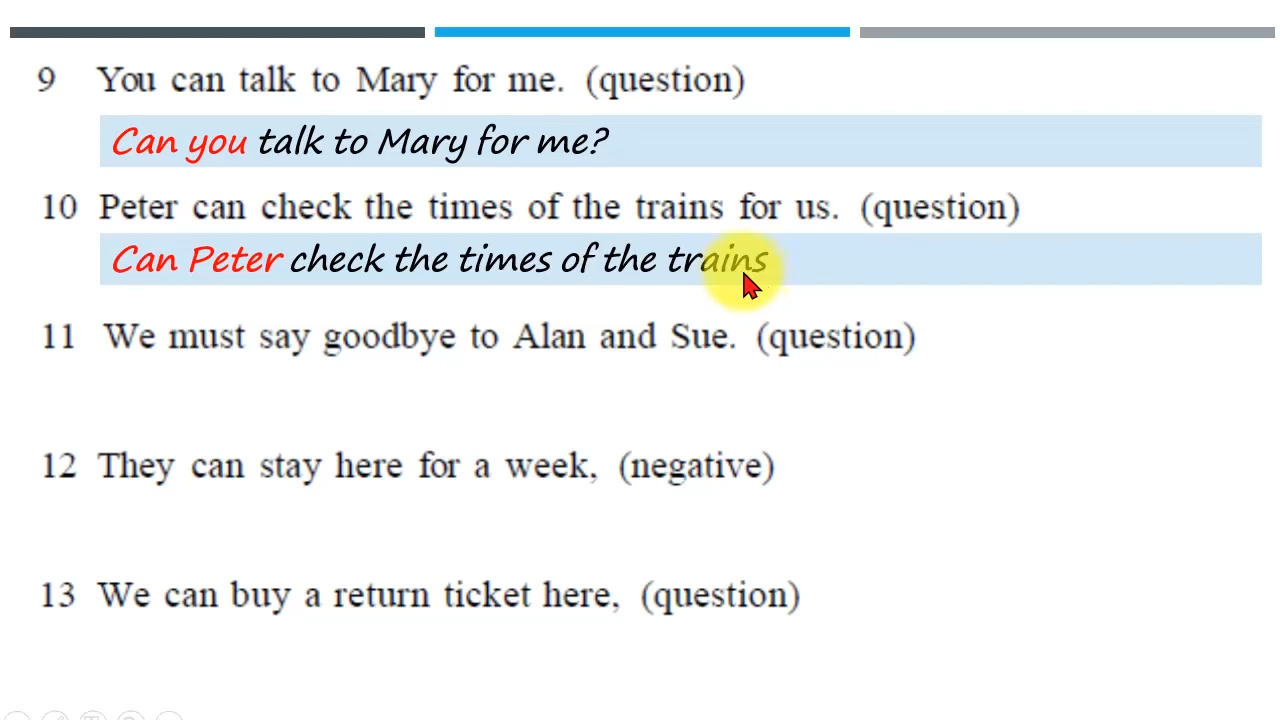 9 You can talk to Mary for me. (question)
Can you talk to Mary for me?
10 Peter can check the times of the trains for us. (question)
Can Peter check the times of the trains
11 We must say goodbye to Alan and Sue. (question)
12 They can stay here for a week, (negative)
13 We can buy a return ticket here, (question)